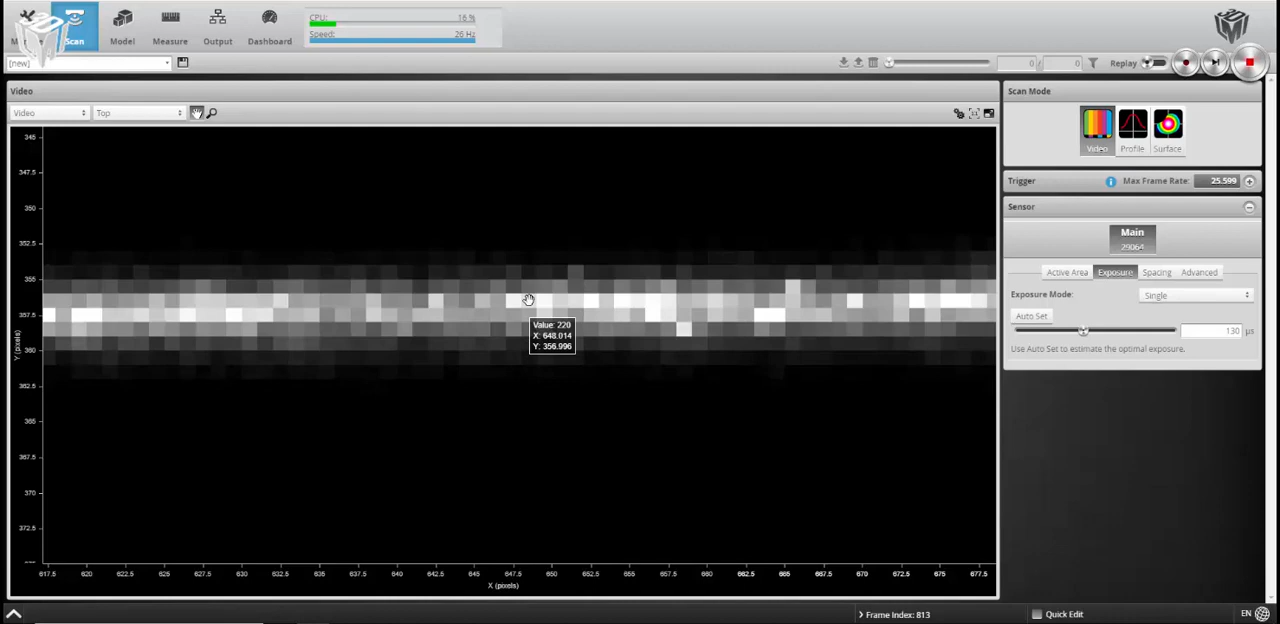 CPU: 16 %
Speed: 26 Hz
Scan Model Measure Output Dashboard
[new]
0 / 0 Replay
Video Scan Mode
Video Top
Video Profile Surface
Trigger Max Frame Rate: 25.599
Sensor
Main
29064
Active Area Exposure Spacing Advanced
Exposure Mode: Single
Auto Set
130 µs
Use Auto Set to estimate the optimal exposure.
345
347.5
350
352.5
355
357.5
360
362.5
365
367.5
370
372.5
Y (pixels)
Value: 220
X: 648.014
Y: 356.996
617.5 620 622.5 625 627.5 630 632.5 635 637.5 640 642.5 645 647.5 650 652.5 655 657.5 660 662.5 665 667.5 670 672.5 675 677.5
X (pixels)
Frame Index: 813 Quick Edit EN